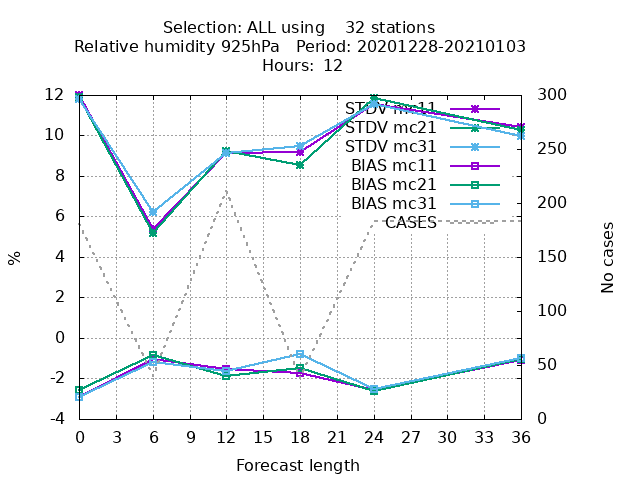 Selection: ALL using    32 stations
Relative humidity 925hPa   Period: 20201228-20210103
Hours:  12
12
10
8
6
4
2
0
-2
-4
%
300
250
200
150
100
50
0
No cases
STDV mc11
STDV mc21
STDV mc31
BIAS mc11
BIAS mc21
BIAS mc31
CASES
0 3 6 9 12 15 18 21 24 27 30 33 36
Forecast length